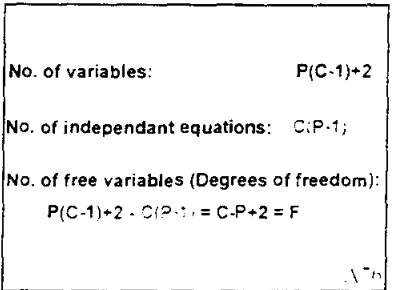 No. of variables: P(C-1)+2
No. of independant equations: C(P-1)
No. of free variables (Degrees of freedom):
P(C-1)+2 - C(P-1) = C-P+2 = F